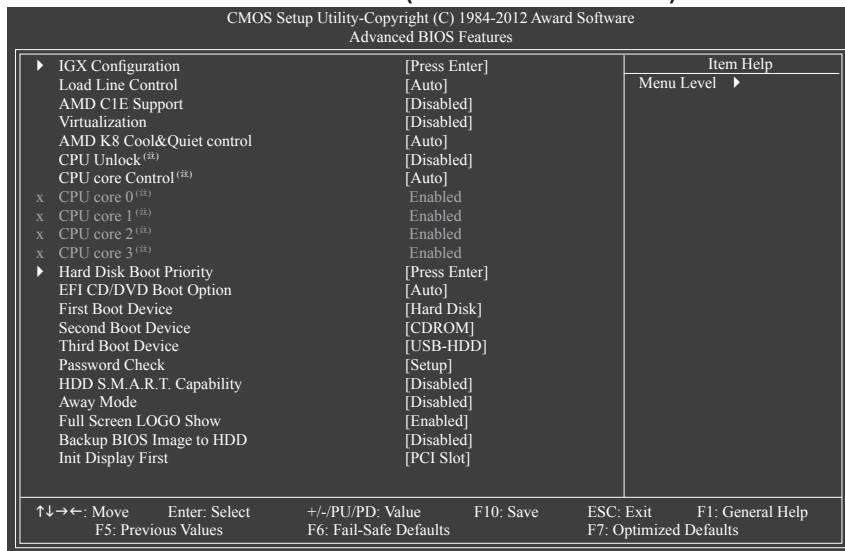 CMOS Setup Utility-Copyright (C) 1984-2012 Award Software
Advanced BIOS Features
Item Help
Menu Level ▶
▶ IGX Configuration [Press Enter]
Load Line Control [Auto]
AMD C1E Support [Disabled]
Virtualization [Disabled]
AMD K8 Cool&Quiet control [Auto]
CPU Unlock (註) [Disabled]
CPU core Control (註) [Auto]
x CPU core 0 (註) Enabled
x CPU core 1 (註) Enabled
x CPU core 2 (註) Enabled
x CPU core 3 (註) Enabled
▶ Hard Disk Boot Priority [Press Enter]
EFI CD/DVD Boot Option [Auto]
First Boot Device [Hard Disk]
Second Boot Device [CDROM]
Third Boot Device [USB-HDD]
Password Check [Setup]
HDD S.M.A.R.T. Capability [Disabled]
Away Mode [Disabled]
Full Screen LOGO Show [Enabled]
Backup BIOS Image to HDD [Disabled]
Init Display First [PCI Slot]
↑↓→←: Move Enter: Select +/-/PU/PD: Value F10: Save ESC: Exit F1: General Help
F5: Previous Values F6: Fail-Safe Defaults F7: Optimized Defaults